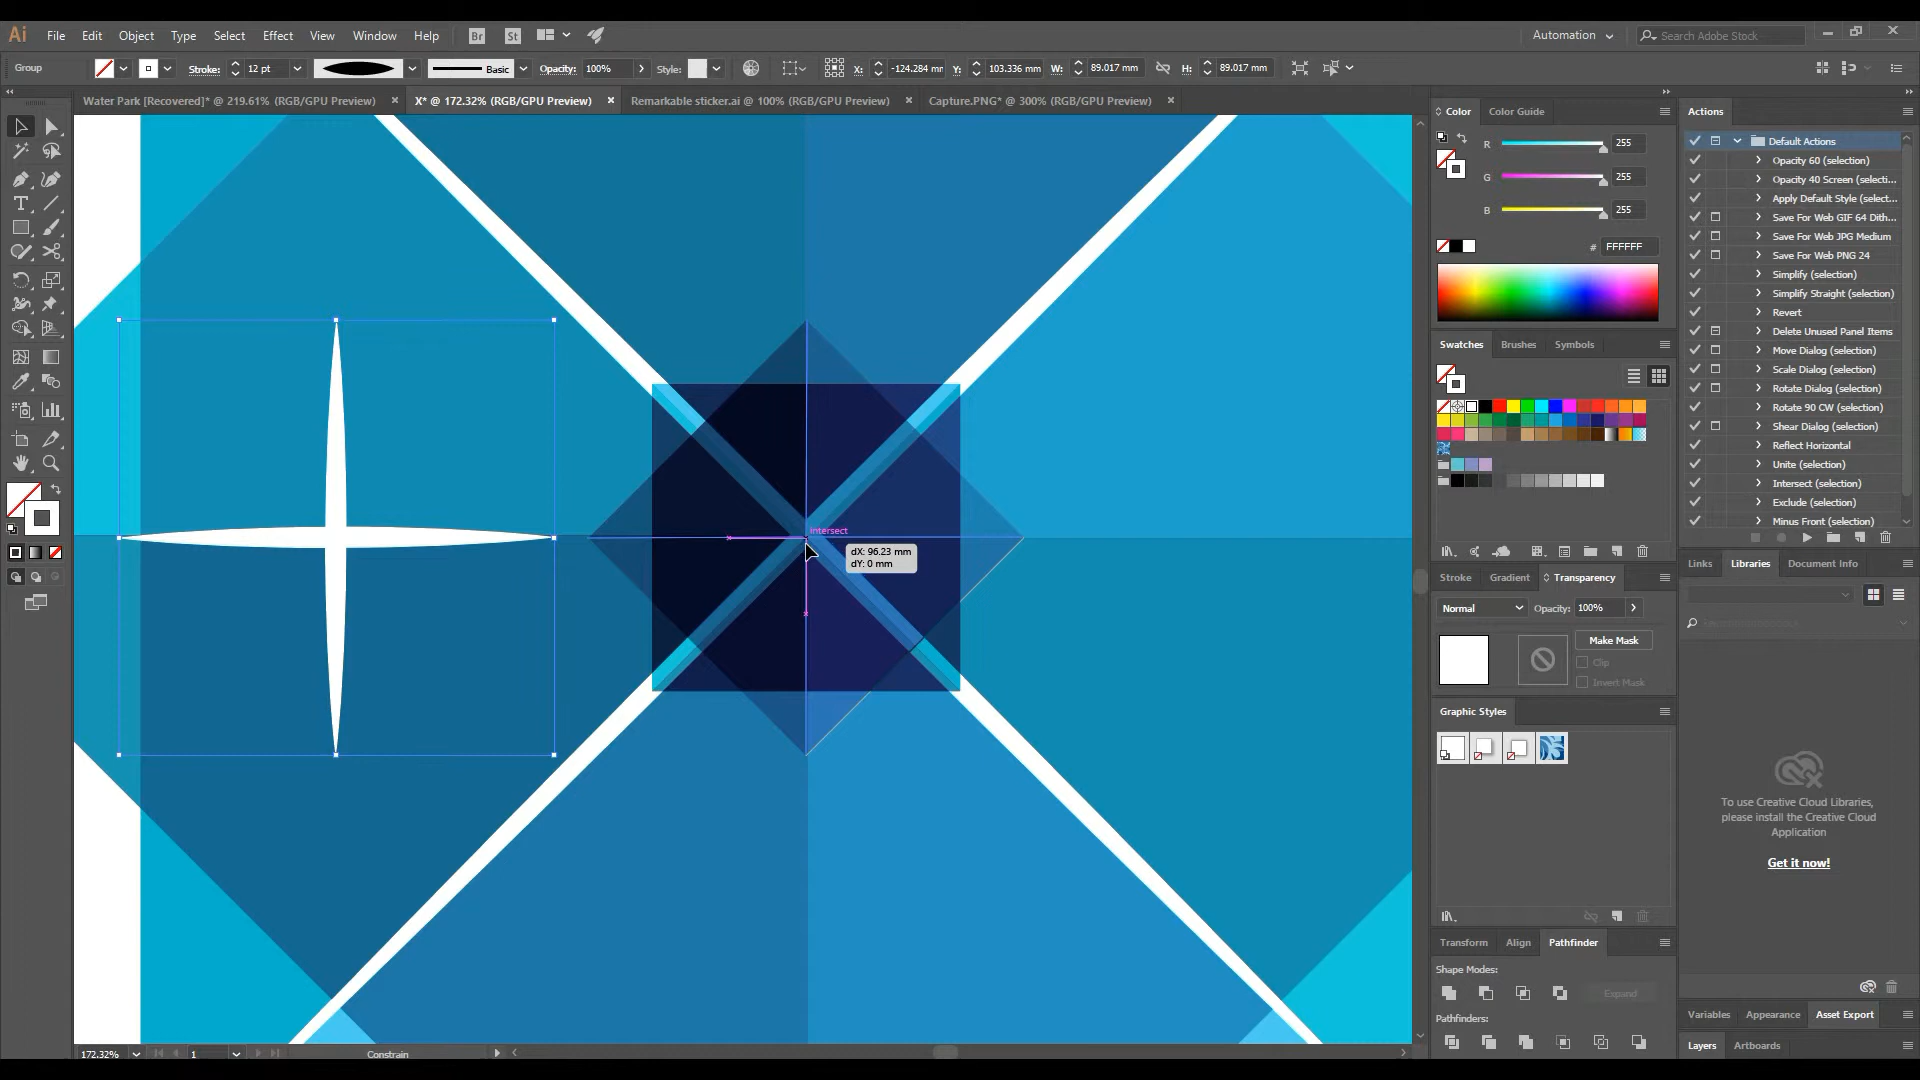 Ai File Edit Object Type Select Effect View Window Help Br St Automation Search Adobe Stock
Group Stroke: 12 pt Basic Opacity: 100% Style: X: -124.284 mm Y: 103.336 mm W: 89.017 mm H: 89.017 mm
Water Park [Recovered]* @ 219.61% (RGB/GPU Preview) × X* @ 172.32% (RGB/GPU Preview) × Remarkable sticker.ai @ 100% (RGB/GPU Preview) × Capture.PNG* @ 300% (RGB/GPU Preview) ×
intersect
dX: 96.23 mm
dY: 0 mm
172.32% 1 Constrain
Color Color Guide
R 255
G 255
B 255
# FFFFFF
Swatches Brushes Symbols
Stroke Gradient Transparency
Normal Opacity: 100%
Make Mask
Clip
Invert Mask
Graphic Styles
Transform Align Pathfinder
Shape Modes:
Expand
Pathfinders:
Actions
Default Actions
Opacity 60 (selection)
Opacity 40 Screen (selecti...
Apply Default Style (select...
Save For Web GIF 64 Dith...
Save For Web JPG Medium
Save For Web PNG 24
Simplify (selection)
Simplify Straight (selection)
Revert
Delete Unused Panel Items
Move Dialog (selection)
Scale Dialog (selection)
Rotate Dialog (selection)
Rotate 90 CW (selection)
Shear Dialog (selection)
Reflect Horizontal
Unite (selection)
Intersect (selection)
Exclude (selection)
Minus Front (selection)
Links Libraries Document Info
To use Creative Cloud Libraries,
please install the Creative Cloud
Application
Get it now!
Variables Appearance Asset Export
Layers Artboards